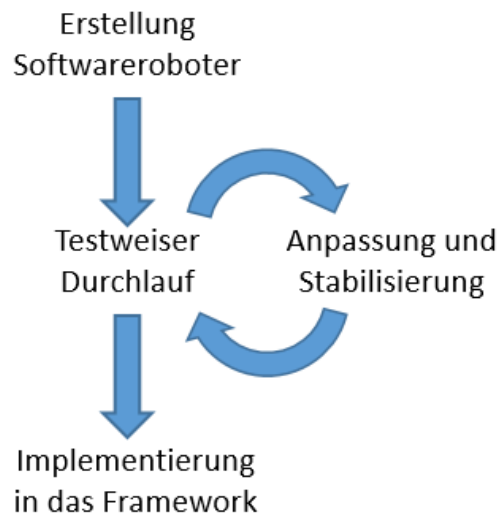 Erstellung
Softwareroboter
Testweiser
Durchlauf
Anpassung und
Stabilisierung
Implementierung
in das Framework